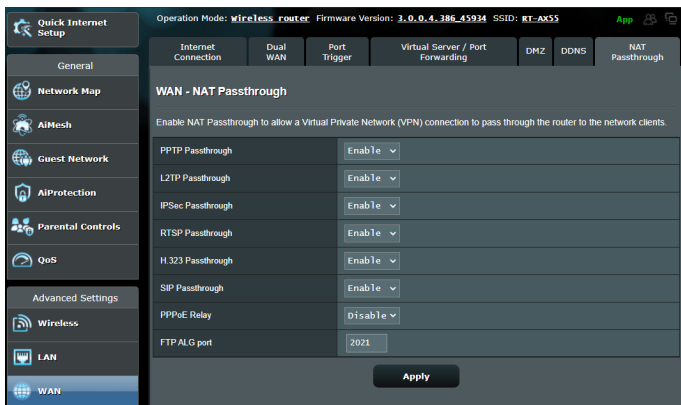 Quick Internet
Setup
Operation Mode: Wireless router Firmware Version: 3.0.0.4.386_45934 SSID: RT-AX55
App
General
Network Map
AiMesh
Guest Network
AiProtection
Parental Controls
QoS
Advanced Settings
Wireless
LAN
WAN
Internet
Connection
Dual
WAN
Port
Trigger
Virtual Server / Port
Forwarding
DMZ
DDNS
NAT
Passthrough
WAN - NAT Passthrough
Enable NAT Passthrough to allow a Virtual Private Network (VPN) connection to pass through the router to the network clients.
PPTP Passthrough Enable
L2TP Passthrough Enable
IPSec Passthrough Enable
RTSP Passthrough Enable
H.323 Passthrough Enable
SIP Passthrough Enable
PPPoE Relay Disable
FTP ALG port 2021
Apply